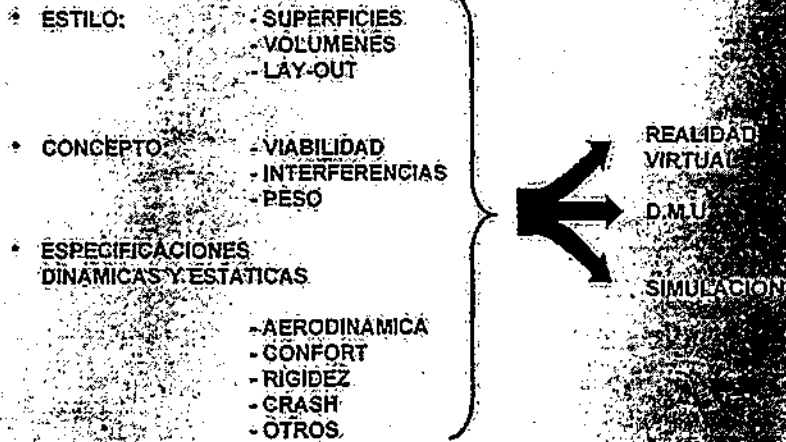 * ESTILO:
- SUPERFICIES
- VOLUMENES
- LAY-OUT
* CONCEPTO:
- VIABILIDAD
- INTERFERENCIAS
- PESO
* ESPECIFICACIONES
DINAMICAS Y ESTATICAS
- AERODINAMICA
- CONFORT
- RIGIDEZ
- CRASH
- OTROS
REALIDAD
VIRTUAL
D.M.U
SIMULACION